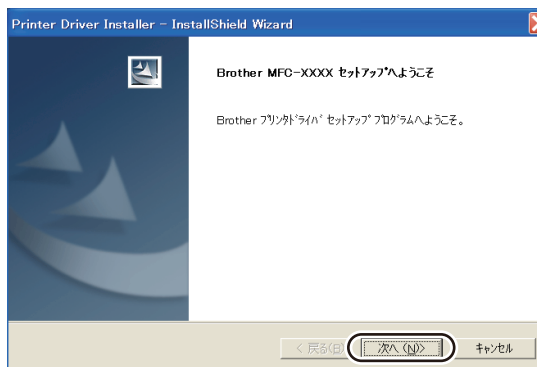 Printer Driver Installer - InstallShield Wizard
Brother MFC-XXXX セットアップへようこそ
Brother プリンタドライバ セットアップ プログラムへようこそ。
< 戻る(B) 次へ(N)> キャンセル